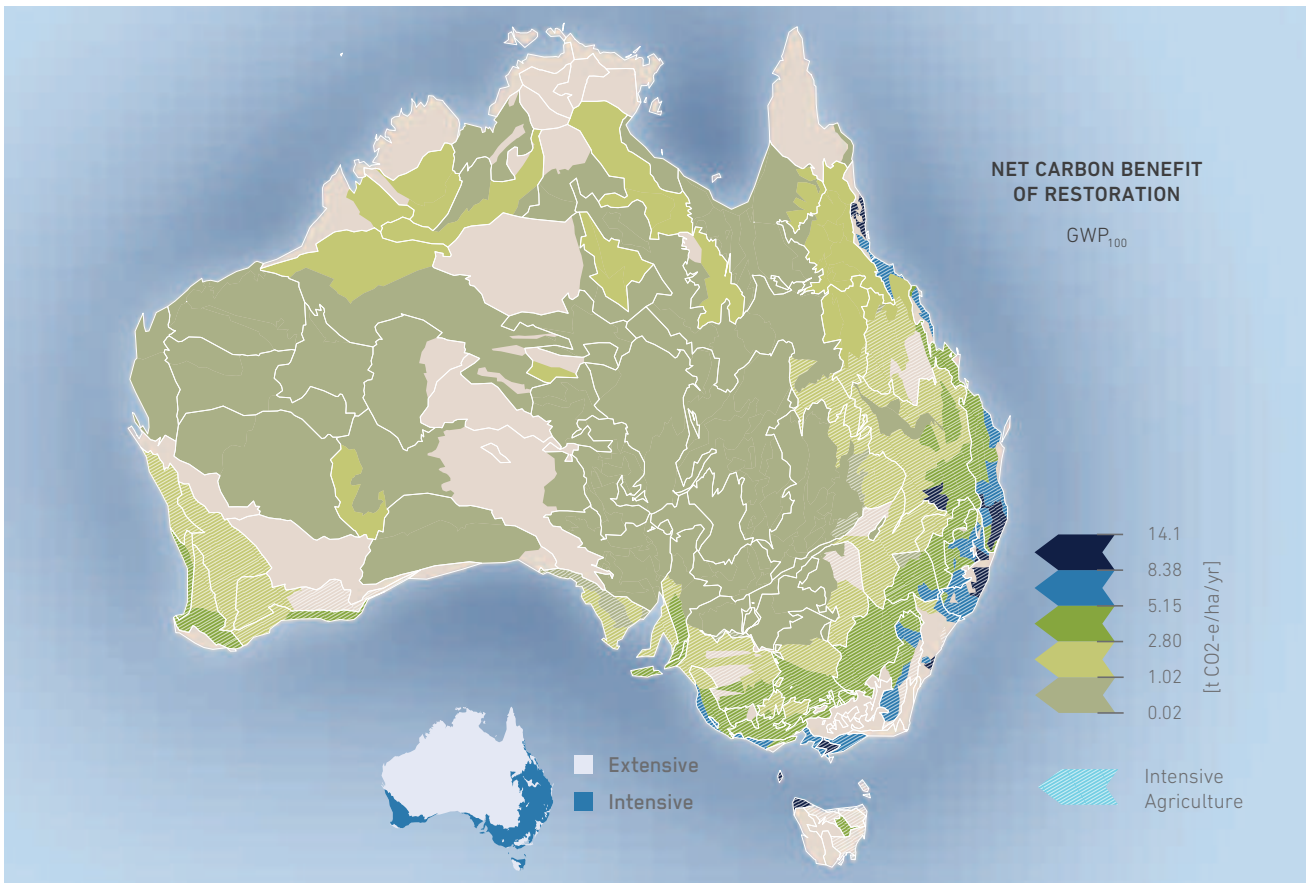 NET CARBON BENEFIT
OF RESTORATION
GWP100
14.1
8.38
5.15
2.80
1.02
0.02
[t CO2-e/ha/yr]
Extensive
Intensive
Intensive
Agriculture